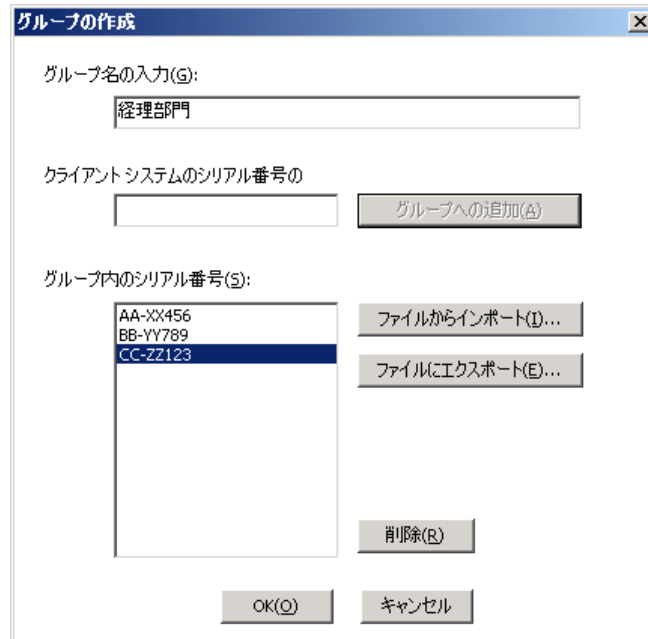 グループの作成
グループ名の入力(G):
経理部門
クライアント システムのシリアル番号の
グループへの追加(A)
グループ内のシリアル番号(S):
AA-XX456
BB-YY789
CC-ZZ123
ファイルからインポート(I)...
ファイルにエクスポート(E)...
削除(R)
OK(O)
キャンセル